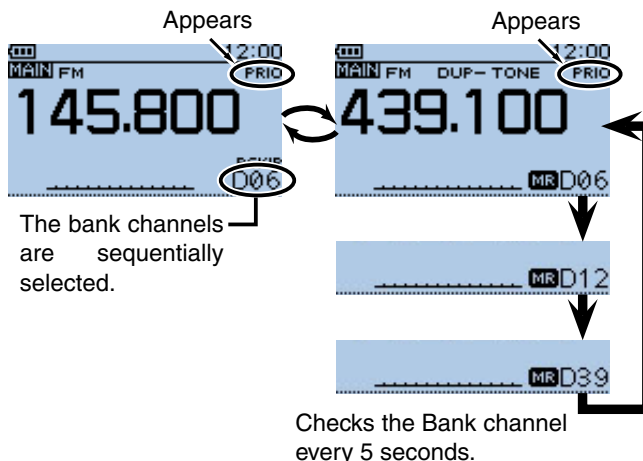 Appears
12:00
MAIN FM PRIO
145.800
D06
The bank channels
are sequentially
selected.
Appears
12:00
MAIN FM DUP– TONE PRIO
439.100
MR D06
MR D12
MR D39
Checks the Bank channel
every 5 seconds.